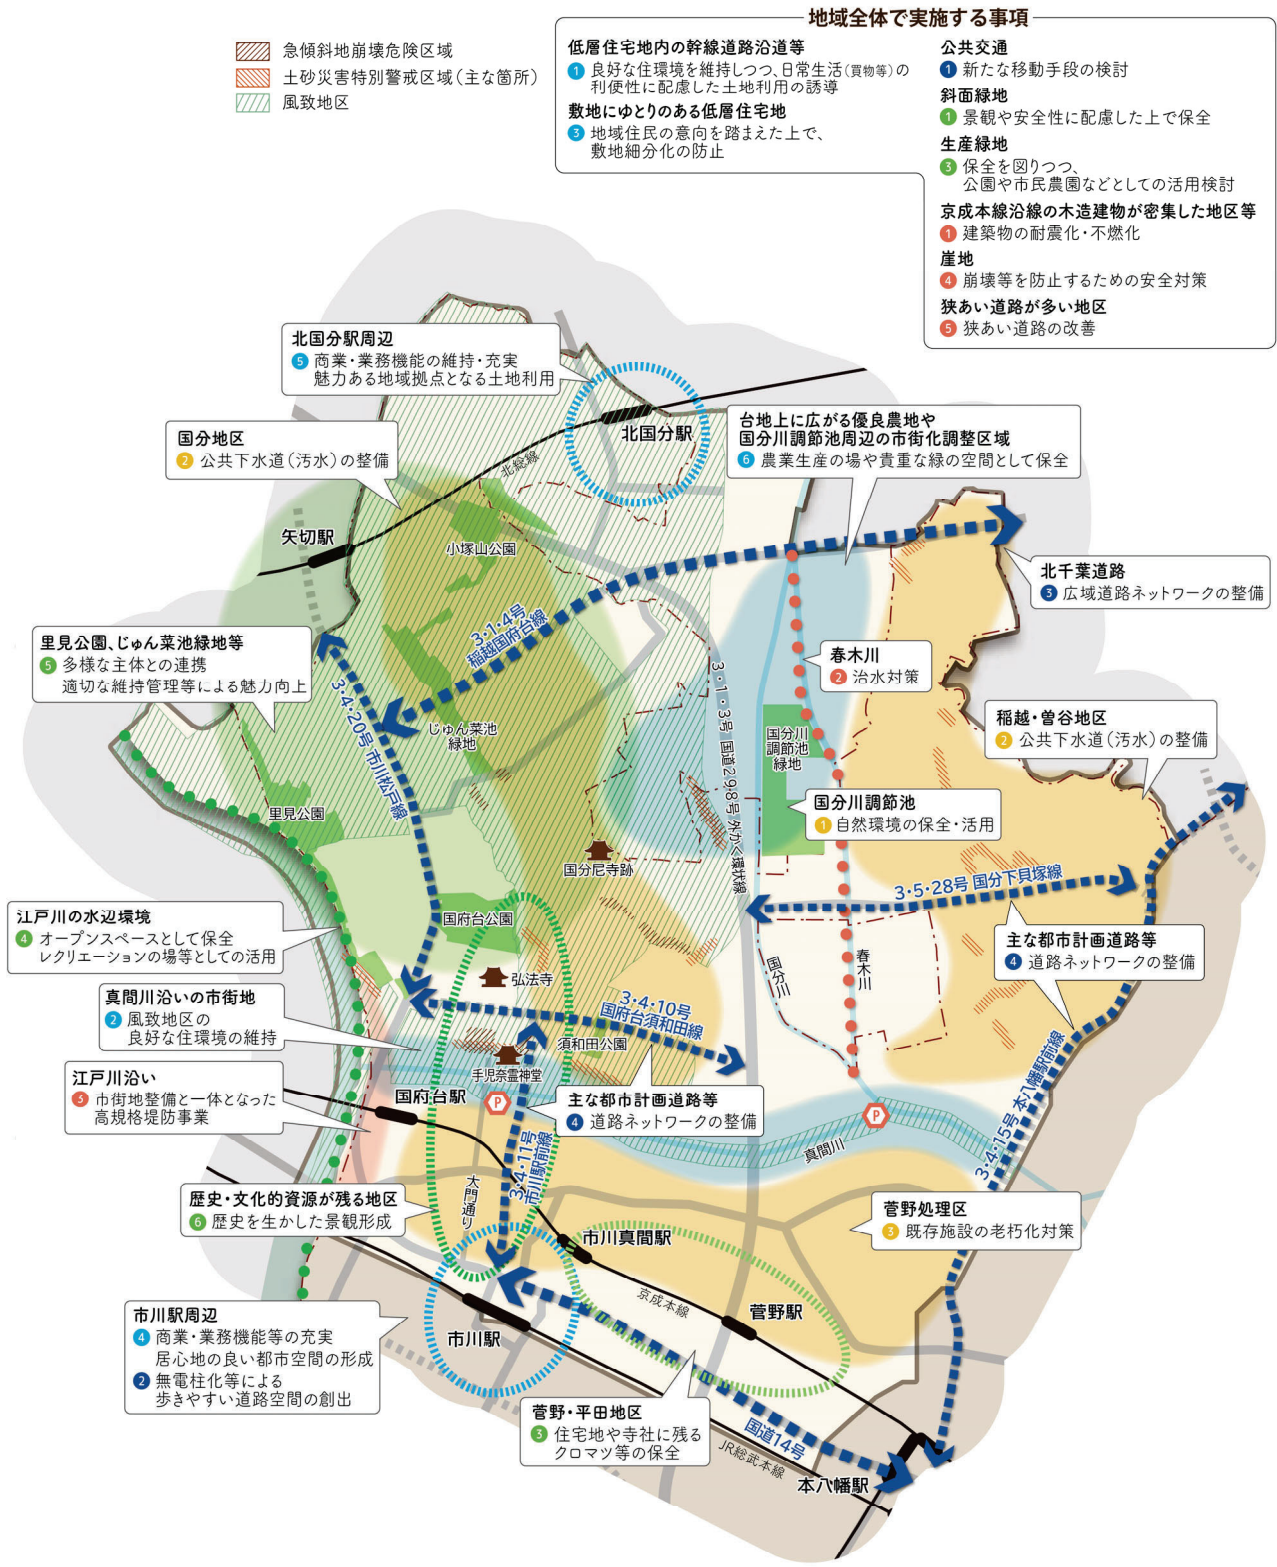 地域全体で実施する事項
低層住宅地内の幹線道路沿道等
1 良好な住環境を維持しつつ、日常生活(買物等)の
利便性に配慮した土地利用の誘導
敷地にゆとりのある低層住宅地
3 地域住民の意向を踏まえた上で、
敷地細分化の防止
公共交通
1 新たな移動手段の検討
斜面緑地
1 景観や安全性に配慮した上で保全
生産緑地
3 保全を図りつつ、
公園や市民農園などとしての活用検討
京成本線沿線の木造建物が密集した地区等
1 建築物の耐震化・不燃化
崖地
4 崩壊等を防止するための安全対策
狭あい道路が多い地区
5 狭あい道路の改善
急傾斜地崩壊危険区域
土砂災害特別警戒区域(主な箇所)
風致地区
北国分駅周辺
5 商業・業務機能の維持・充実
魅力ある地域拠点となる土地利用
北国分駅
台地上に広がる優良農地や
国分川調節池周辺の市街化調整区域
6 農業生産の場や貴重な緑の空間として保全
国分地区
2 公共下水道(汚水)の整備
北総線
矢切駅
小塚山公園
北千葉道路
3 広域道路ネットワークの整備
3・1・4号
稲越国府台線
里見公園、じゅん菜池緑地等
5 多様な主体との連携
適切な維持管理等による魅力向上
春木川
2 治水対策
3・4・20号 市川松戸線
じゅん菜池
緑地
3・1・3号 国道298号 外かく環状線
国分川
調節池
緑地
稲越・曽谷地区
2 公共下水道(汚水)の整備
国分川調節池
1 自然環境の保全・活用
里見公園
国分尼寺跡
3・5・28号 国分下貝塚線
江戸川の水辺環境
4 オープンスペースとして保全
レクリエーションの場等としての活用
国府台公園
主な都市計画道路等
4 道路ネットワークの整備
弘法寺
国分川
春木川
真間川沿いの市街地
2 風致地区の
良好な住環境の維持
3・4・10号
国府台須和田線
須和田公園
手児奈霊神堂
江戸川沿い
5 市街地整備と一体となった
高規格堤防事業
国府台駅
P
主な都市計画道路等
4 道路ネットワークの整備
P
真間川
3・4・15号 本八幡駅前線
3・4・11号
市川駅前線
大門通り
歴史・文化的資源が残る地区
6 歴史を生かした景観形成
菅野処理区
3 既存施設の老朽化対策
市川真間駅
京成本線
菅野駅
市川駅周辺
4 商業・業務機能等の充実
居心地の良い都市空間の形成
2 無電柱化等による
歩きやすい道路空間の創出
市川駅
菅野・平田地区
3 住宅地や寺社に残る
クロマツ等の保全
国道14号
JR総武本線
本八幡駅